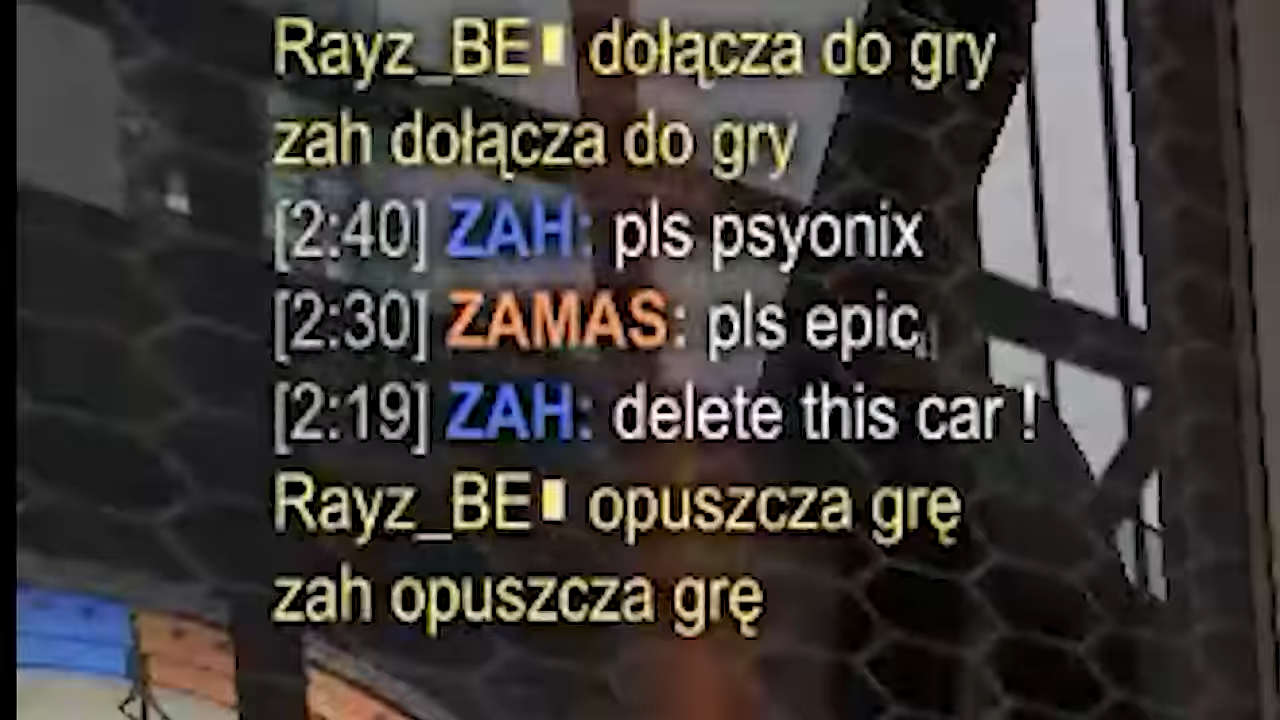 Rayz_BE▮ dołącza do gry
zah dołącza do gry
[2:40] ZAH: pls psyonix
[2:30] ZAMAS: pls epic
[2:19] ZAH: delete this car !
Rayz_BE▮ opuszcza grę
zah opuszcza grę